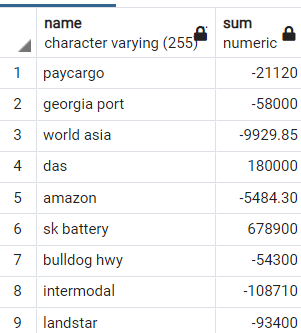 name sum
character varying (255) numeric
1 paycargo -21120
2 georgia port -58000
3 world asia -9929.85
4 das 180000
5 amazon -5484.30
6 sk battery 678900
7 bulldog hwy -54300
8 intermodal -108710
9 landstar -93400